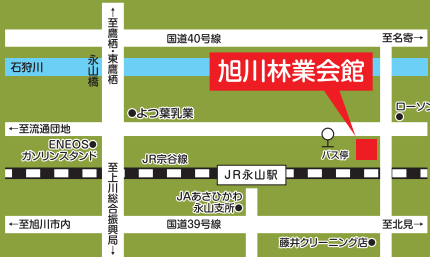 ↑至鷹栖・東鷹栖
国道40号線
至名寄→
石狩川
永山橋
旭川林業会館
ローソン
●よつ葉乳業
←至流通団地
バス停
ENEOS●
ガソリンスタンド
JR宗谷線
JR永山駅
至上川総合振興局→
JAあさひかわ
永山支所●
←至旭川市内
国道39号線
至北見→
藤井クリーニング店●